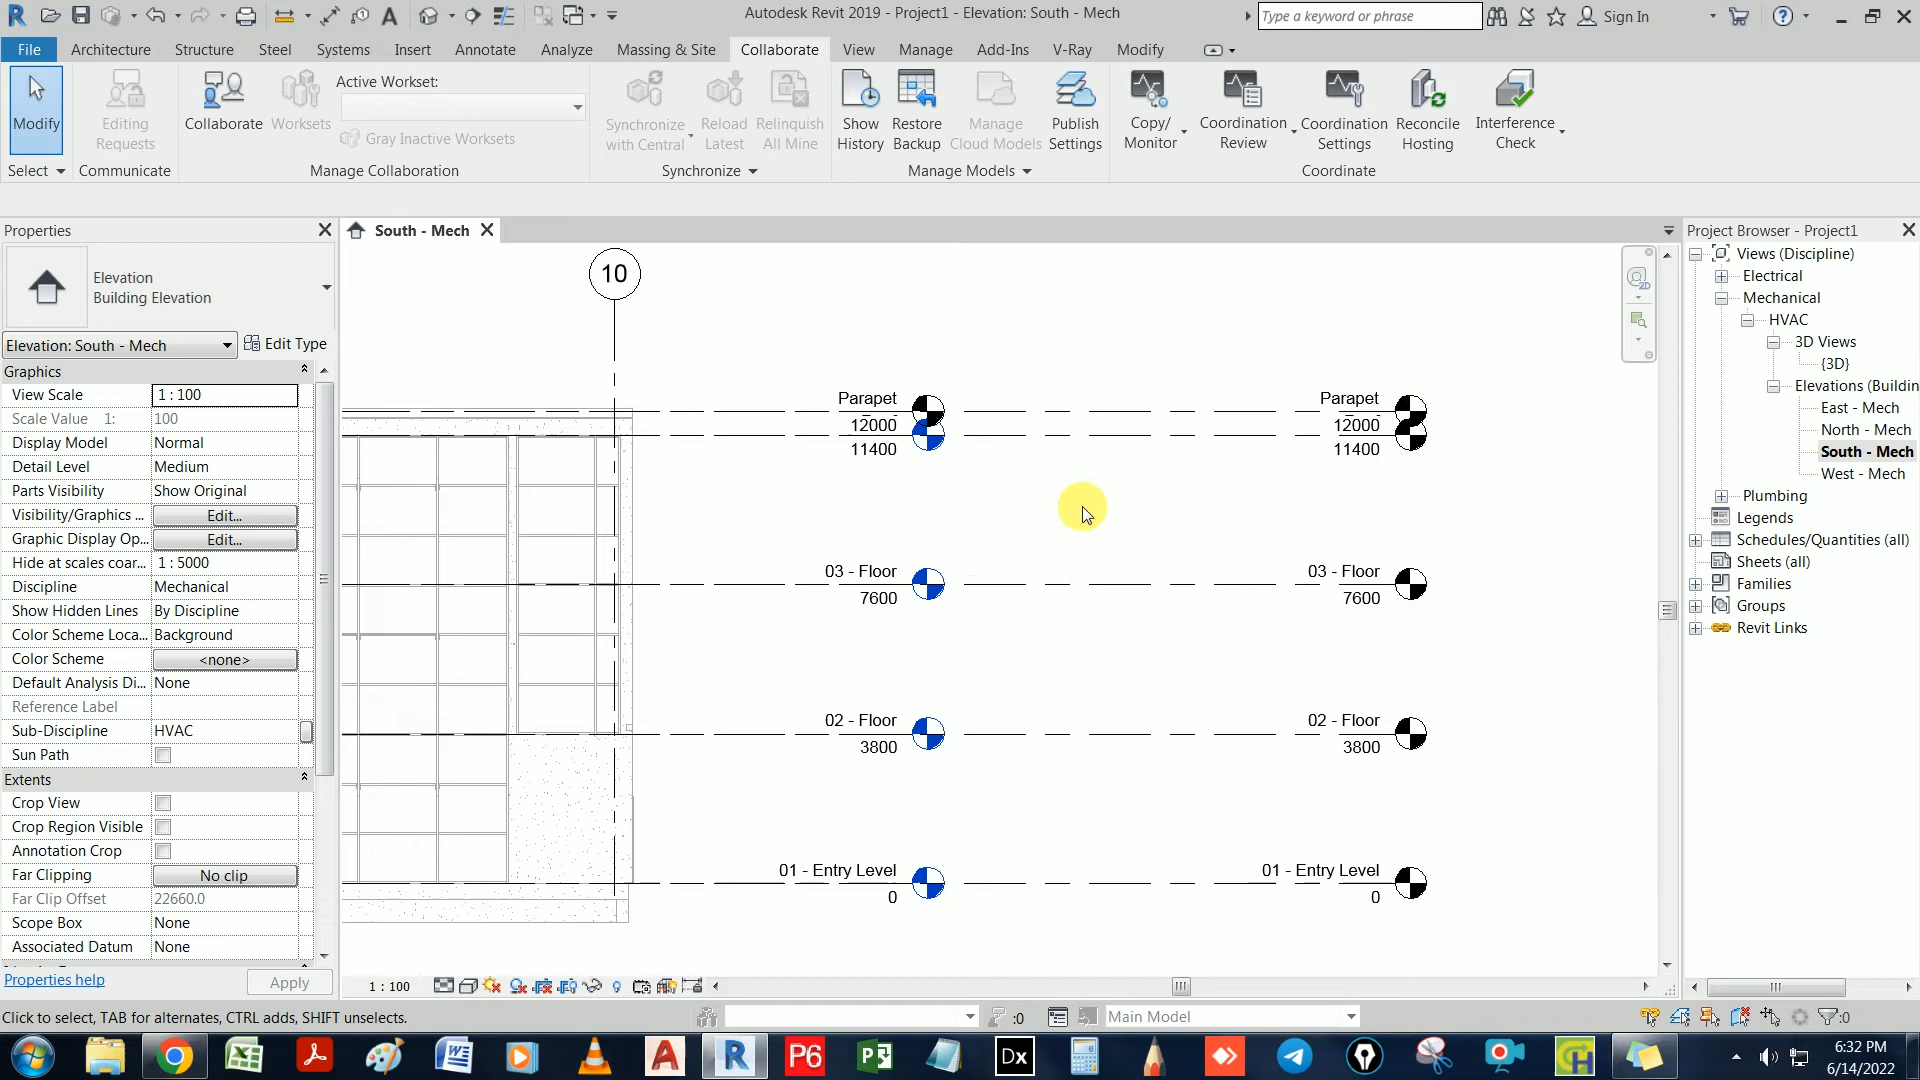 Autodesk Revit 2019 - Project1 - Elevation: South - Mech
Type a keyword or phrase
Sign In
File Architecture Structure Steel Systems Insert Annotate Analyze Massing & Site Collaborate View Manage Add-Ins V-Ray Modify
Modify
Editing Requests
Collaborate
Worksets
Active Workset:
Gray Inactive Worksets
Synchronize with Central
Reload Latest
Relinquish All Mine
Show History
Restore Backup
Manage Cloud Models
Publish Settings
Copy/ Monitor
Coordination Review
Coordination Settings
Reconcile Hosting
Interference Check
Select Communicate Manage Collaboration Synchronize Manage Models Coordinate
Properties
Elevation
Building Elevation
Elevation: South - Mech Edit Type
Graphics
View Scale 1 : 100
Scale Value 1: 100
Display Model Normal
Detail Level Medium
Parts Visibility Show Original
Visibility/Graphics ... Edit...
Graphic Display Op... Edit...
Hide at scales coar... 1 : 5000
Discipline Mechanical
Show Hidden Lines By Discipline
Color Scheme Loca... Background
Color Scheme <none>
Default Analysis Di... None
Reference Label
Sub-Discipline HVAC
Sun Path
Extents
Crop View
Crop Region Visible
Annotation Crop
Far Clipping No clip
Far Clip Offset 22660.0
Scope Box None
Associated Datum None
Properties help Apply
South - Mech
10
Parapet Parapet
12000 12000
11400 11400
03 - Floor 03 - Floor
7600 7600
02 - Floor 02 - Floor
3800 3800
01 - Entry Level 01 - Entry Level
0 0
2D
1 : 100
Project Browser - Project1
Views (Discipline)
Electrical
Mechanical
HVAC
3D Views
{3D}
Elevations (Buildin
East - Mech
North - Mech
South - Mech
West - Mech
Plumbing
Legends
Schedules/Quantities (all)
Sheets (all)
Families
Groups
Revit Links
Click to select, TAB for alternates, CTRL adds, SHIFT unselects.
:0
Main Model
:0
P6
Dx
6:32 PM
6/14/2022